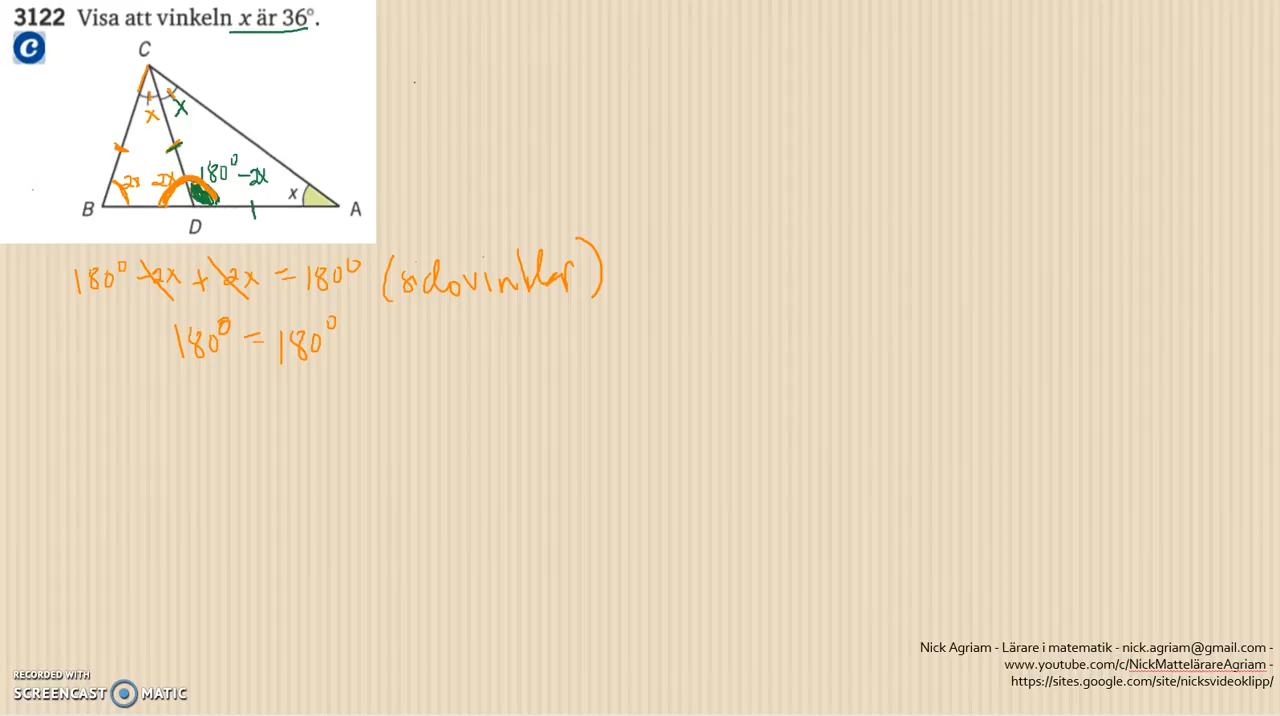 3122 Visa att vinkeln x är 36°.
C
C
x x
180° -2x
2x 2x
x
B
A
D
180° -2x + 2x = 180° (sidovinklar)
180° = 180°
Nick Agriam - Lärare i matematik - nick.agriam@gmail.com -
www.youtube.com/c/NickMattelärareAgriam -
https://sites.google.com/site/nicksvideoklipp/
RECORDED WITH
SCREENCAST MATIC